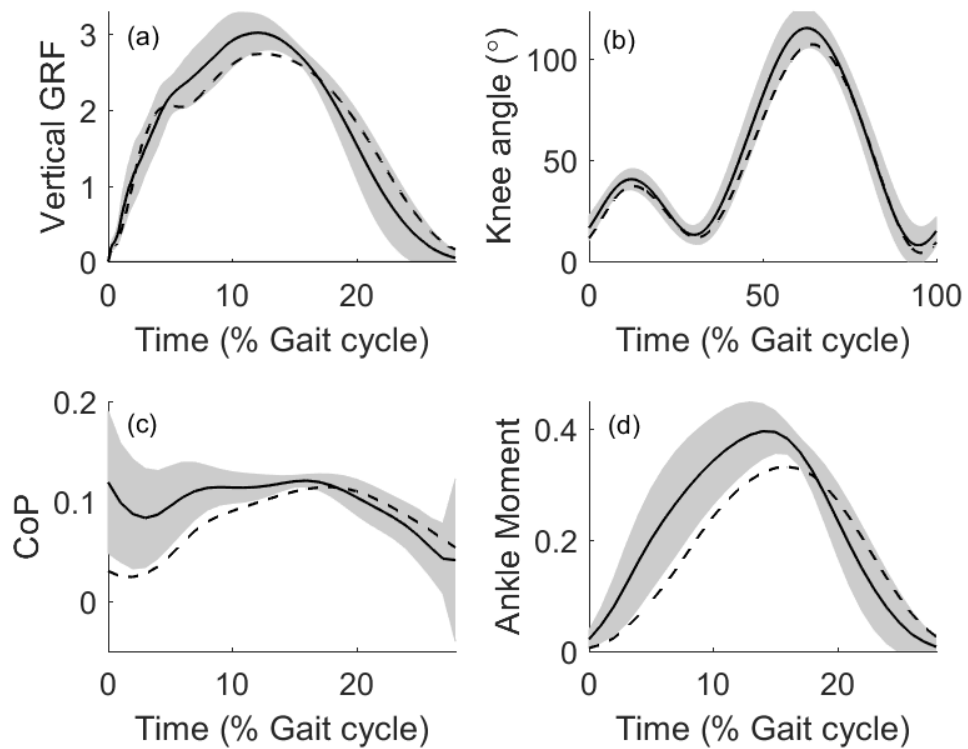 (a)
Vertical GRF
3
2
1
0
0 10 20
Time (% Gait cycle)
(b)
Knee angle (°)
100
50
0
0 50 100
Time (% Gait cycle)
(c)
CoP
0.2
0.1
0
0 10 20
Time (% Gait cycle)
(d)
Ankle Moment
0.4
0.2
0
0 10 20
Time (% Gait cycle)